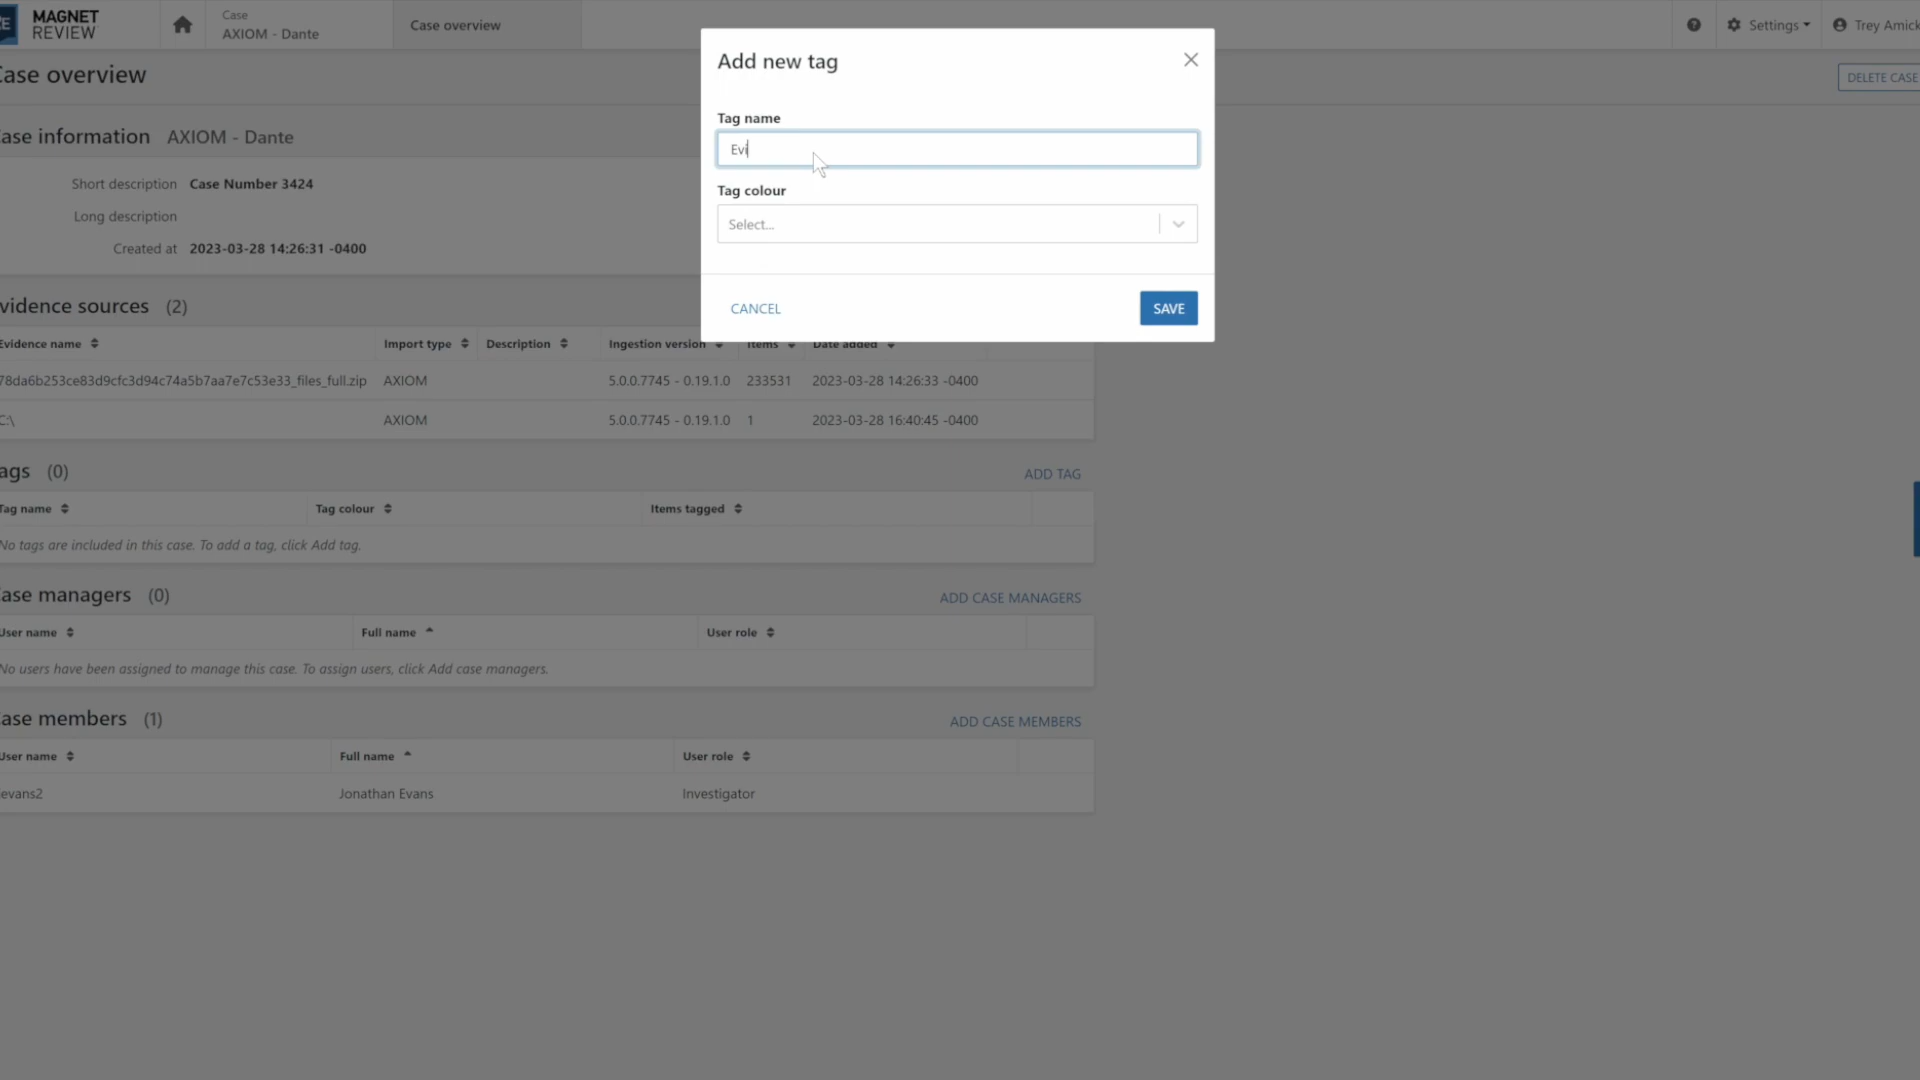 MAGNET
REVIEW
Case
AXIOM - Dante
Case overview
Settings
Trey Amick
Case overview
DELETE CASE
Case information AXIOM - Dante
Short description Case Number 3424
Long description
Created at 2023-03-28 14:26:31 -0400
Add new tag
Tag name
Evi
Tag colour
Select...
CANCEL
SAVE
Evidence sources (2)
Evidence name Import type Description Ingestion version Items Date added
78da6b253ce83d9cfc3d94c74a5b7aa7e7c53e33_files_full.zip AXIOM 5.0.0.7745 - 0.19.1.0 233531 2023-03-28 14:26:33 -0400
C:\ AXIOM 5.0.0.7745 - 0.19.1.0 1 2023-03-28 16:40:45 -0400
Tags (0)
ADD TAG
Tag name Tag colour Items tagged
No tags are included in this case. To add a tag, click Add tag.
Case managers (0)
ADD CASE MANAGERS
User name Full name User role
No users have been assigned to manage this case. To assign users, click Add case managers.
Case members (1)
ADD CASE MEMBERS
User name Full name User role
evans2 Jonathan Evans Investigator